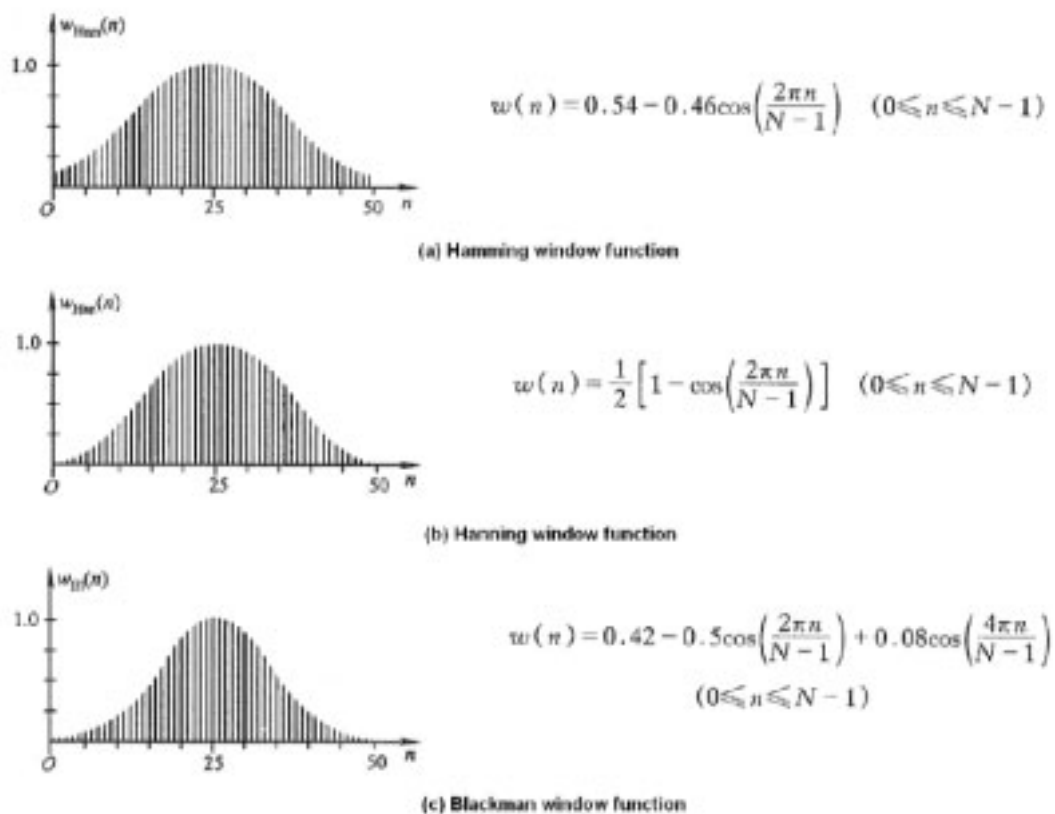 w_Ham(n)
1.0
w(n) = 0.54 − 0.46cos(2πn/(N − 1)) (0⩽n⩽N − 1)
O 25 50 n
(a) Hamming window function
w_Han(n)
1.0
w(n) = 1/2[1 − cos(2πn/(N − 1))] (0⩽n⩽N − 1)
O 25 50 n
(b) Hanning window function
(n)
1.0
w(n) = 0.42 − 0.5cos(2πn/(N − 1)) + 0.08cos(4πn/(N − 1))
(0⩽n⩽N − 1)
O 25 50 n
(c) Blackman window function